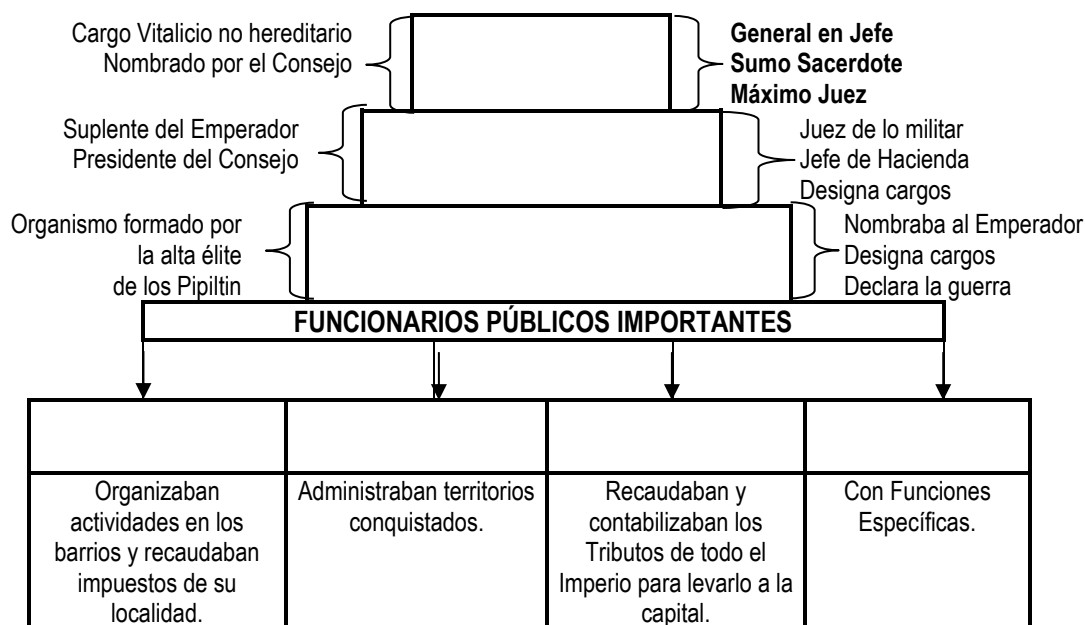 Cargo Vitalicio no hereditario
Nombrado por el Consejo
General en Jefe
Sumo Sacerdote
Máximo Juez
Suplente del Emperador
Presidente del Consejo
Juez de lo militar
Jefe de Hacienda
Designa cargos
Organismo formado por
la alta élite
de los Pipiltin
Nombraba al Emperador
Designa cargos
Declara la guerra
FUNCIONARIOS PÚBLICOS IMPORTANTES
Organizaban
actividades en los
barrios y recaudaban
impuestos de su
localidad.
Administraban territorios
conquistados.
Recaudaban y
contabilizaban los
Tributos de todo el
Imperio para levarlo a la
capital.
Con Funciones
Específicas.